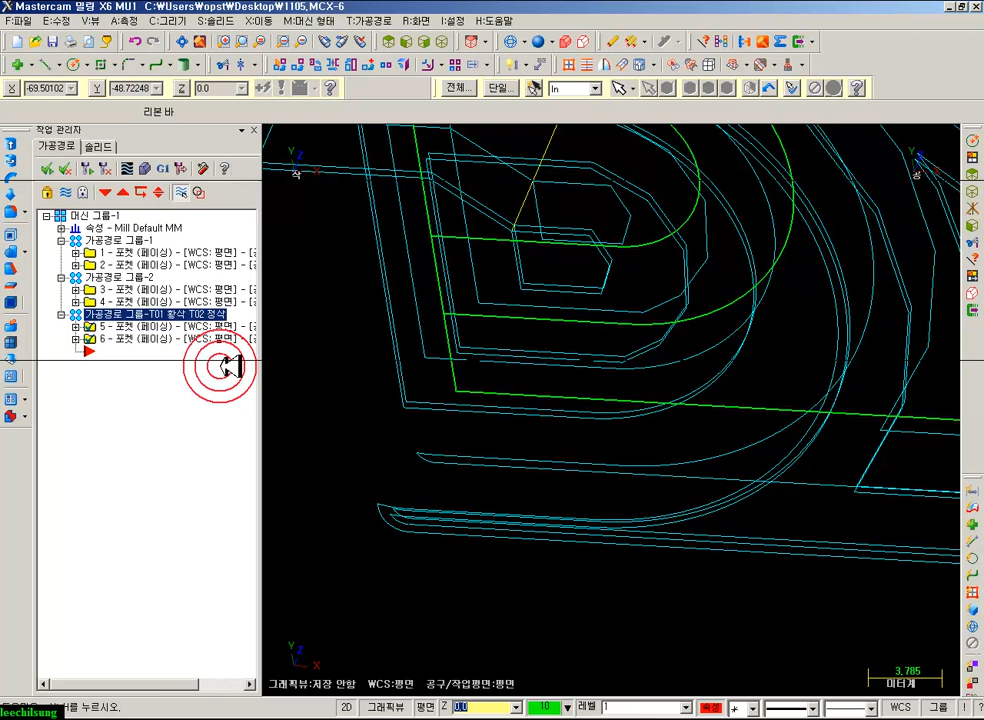 Mastercam 밀링 X6 MU1 C:￦Users￦opst￦Desktop￦1105,MCX-6
F:파일 E:수정 V:뷰 A:측정 C:그리기 S:솔리드 X:이동 M:머신 형태 T:가공경로 R:화면 I:설정 H:도움말
X -69.50102 Y -48.72248 Z 0.0 전체... 단일... In
리본 바
작업 관리자
가공경로 솔리드
G1
머신 그룹-1
속성 - Mill Default MM
가공경로 그룹-1
1 - 포켓 (페이싱) - [WCS: 평면] - [
2 - 포켓 (페이싱) - [WCS: 평면] - [
가공경로 그룹-2
3 - 포켓 (페이싱) - [WCS: 평면] - [
4 - 포켓 (페이싱) - [WCS: 평면] - [
가공경로 그룹-T01 황삭 T02 정삭
5 - 포켓 (페이싱) - [WCS: 평면] - [
6 - 포켓 (페이싱) - [WCS: 평면] - [
Y Z X 작
Y Z X 공
Y Z X
그래픽뷰:저장 안함 WCS:평면 공구/작업평면:평면
3,785
미터계
누르세요.
2D 그래픽뷰 평면 Z 0.0 10 레벨 1 속성 WCS 그룹 ! ?
leechilsung